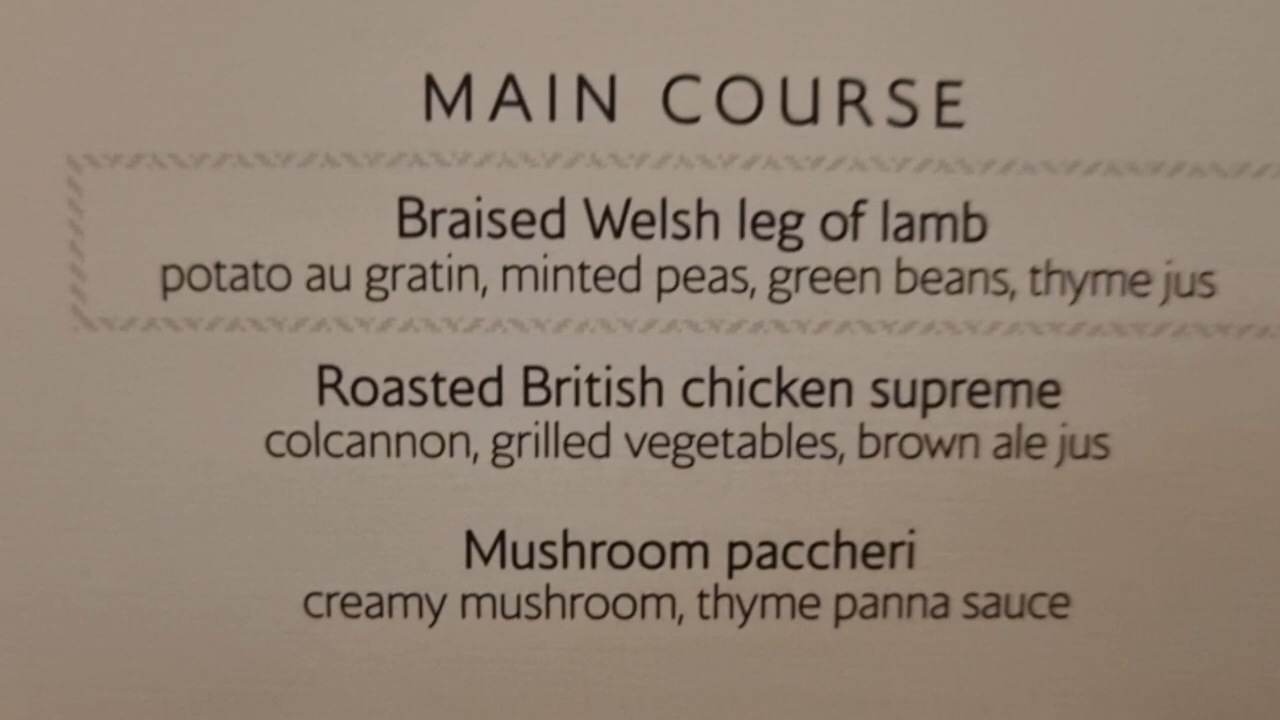 MAIN COURSE
Braised Welsh leg of lamb
potato au gratin, minted peas, green beans, thyme jus
Roasted British chicken supreme
colcannon, grilled vegetables, brown ale jus
Mushroom paccheri
creamy mushroom, thyme panna sauce